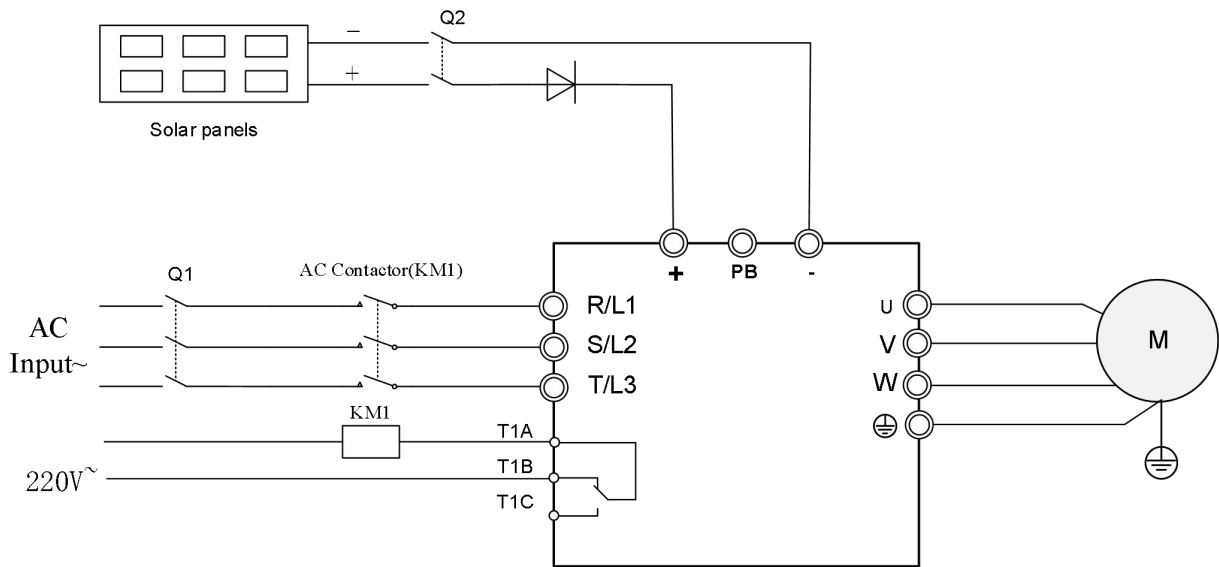 Q2
−
+
Solar panels
+
PB
-
Q1
AC Contactor(KM1)
R/L1
U
AC
Input~
S/L2
V
M
T/L3
W
KM1
T1A
T1B
220V~
T1C